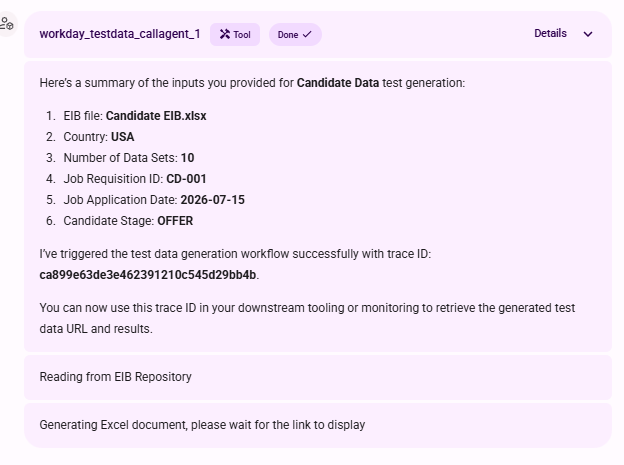 workday_testdata_callagent_1 Tool Done Details
Here's a summary of the inputs you provided for Candidate Data test generation:
1. EIB file: Candidate EIB.xlsx
2. Country: USA
3. Number of Data Sets: 10
4. Job Requisition ID: CD-001
5. Job Application Date: 2026-07-15
6. Candidate Stage: OFFER
I've triggered the test data generation workflow successfully with trace ID:
ca899e63de3e462391210c545d29bb4b.
You can now use this trace ID in your downstream tooling or monitoring to retrieve the generated test
data URL and results.
Reading from EIB Repository
Generating Excel document, please wait for the link to display